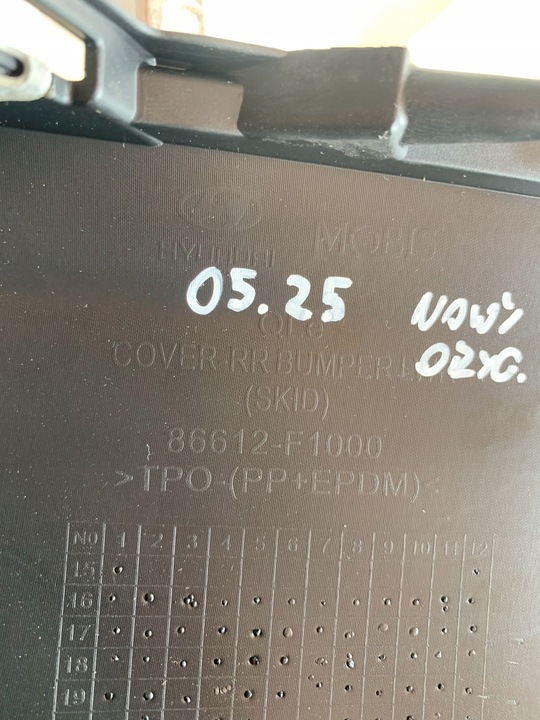 HYUNDAI MOBIS
05.25
NOWY
ORYG.
QLe
COVER-RR BUMPER
(SKID)
86612-F1000
>TPO-(PP+EPDM)<
NO 1 2 3 4 5 6 7 8 9 10 11 12
15
16
17
18
19